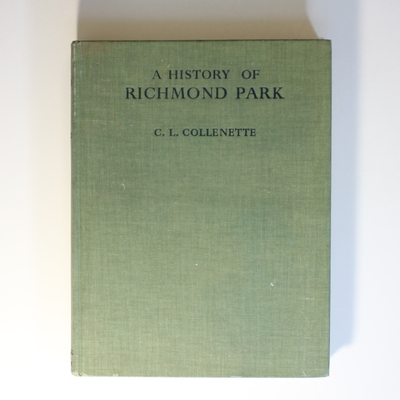 A HISTORY OF
RICHMOND PARK
C. L. COLLENETTE